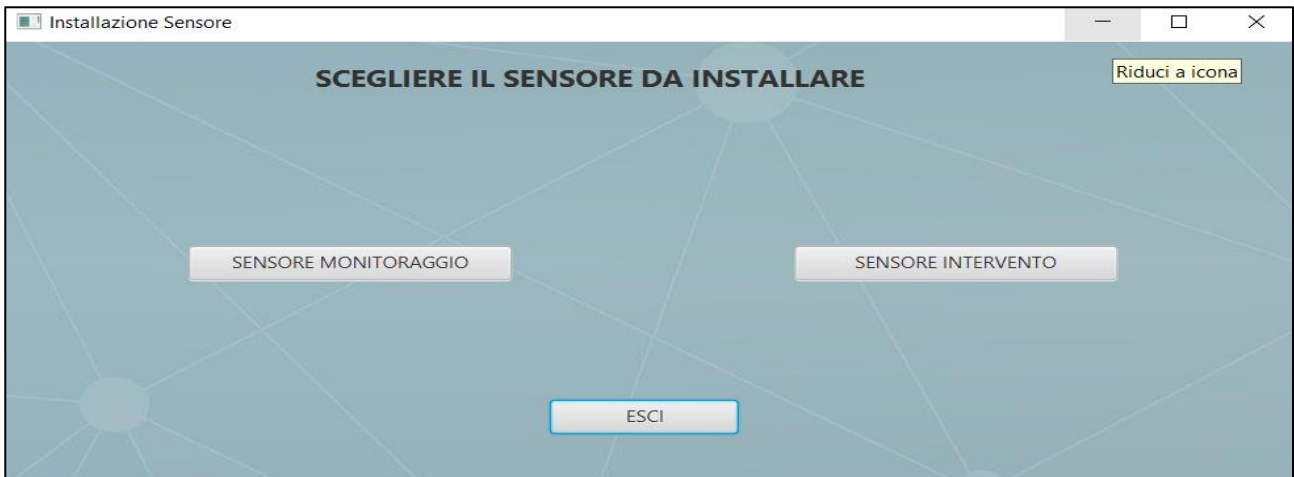 Installazione Sensore
SCEGLIERE IL SENSORE DA INSTALLARE
Riduci a icona
SENSORE MONITORAGGIO
SENSORE INTERVENTO
ESCI